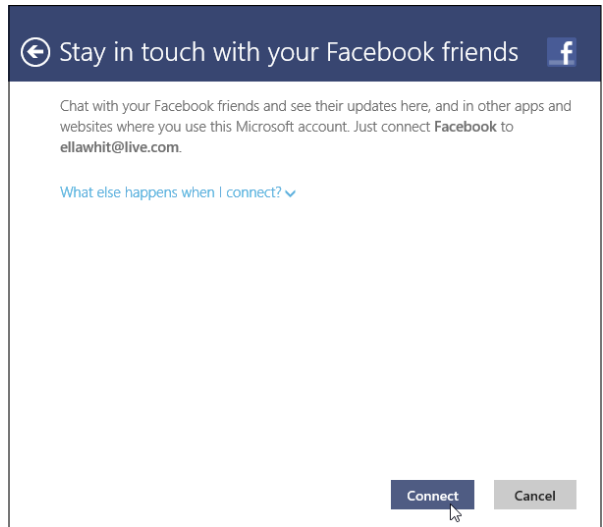 Stay in touch with your Facebook friends f
Chat with your Facebook friends and see their updates here, and in other apps and
websites where you use this Microsoft account. Just connect Facebook to
ellawhit@live.com.
What else happens when I connect?
Connect Cancel